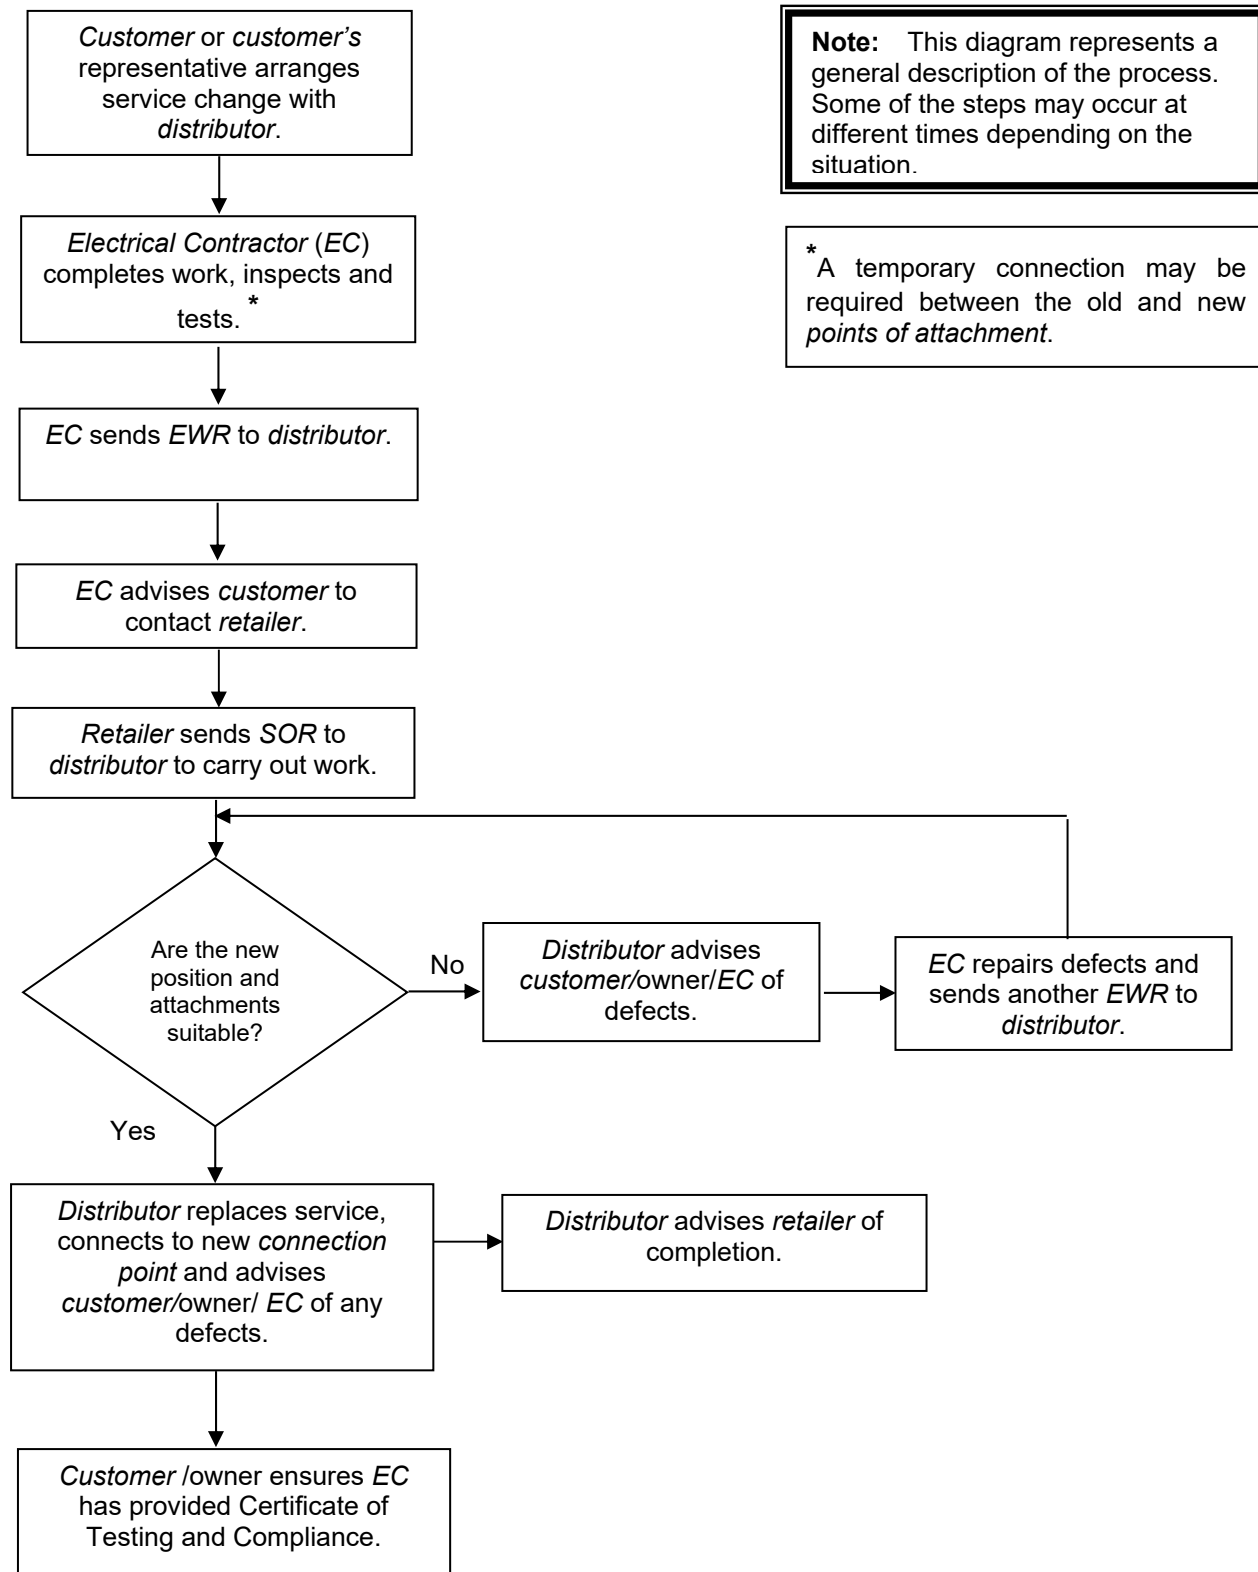 Customer or customer’s
representative arranges
service change with
distributor.
Note: This diagram represents a
general description of the process.
Some of the steps may occur at
different times depending on the
situation.
Electrical Contractor (EC)
completes work, inspects and
tests. *
*A temporary connection may be
required between the old and new
points of attachment.
EC sends EWR to distributor.
EC advises customer to
contact retailer.
Retailer sends SOR to
distributor to carry out work.
Are the new
position and
attachments
suitable?
No
Distributor advises
customer/owner/EC of
defects.
EC repairs defects and
sends another EWR to
distributor.
Yes
Distributor replaces service,
connects to new connection
point and advises
customer/owner/ EC of any
defects.
Distributor advises retailer of
completion.
Customer /owner ensures EC
has provided Certificate of
Testing and Compliance.